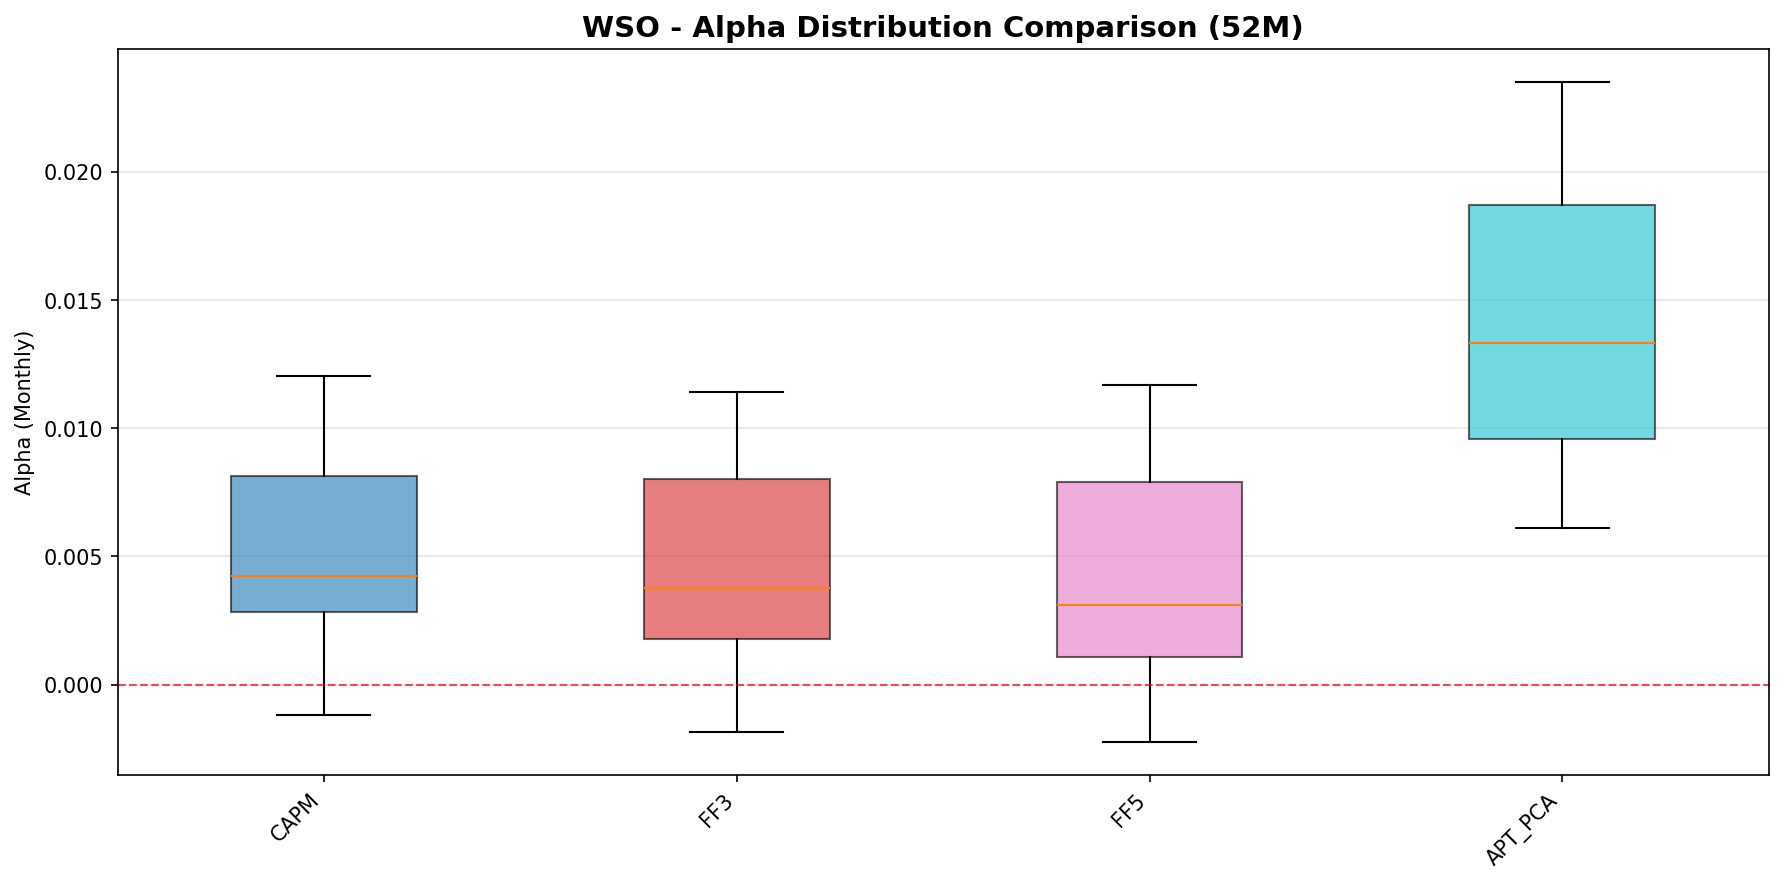 WSO - Alpha Distribution Comparison (52M)
Alpha (Monthly)
0.020
0.015
0.010
0.005
0.000
CAPM
FF3
FF5
APT_PCA